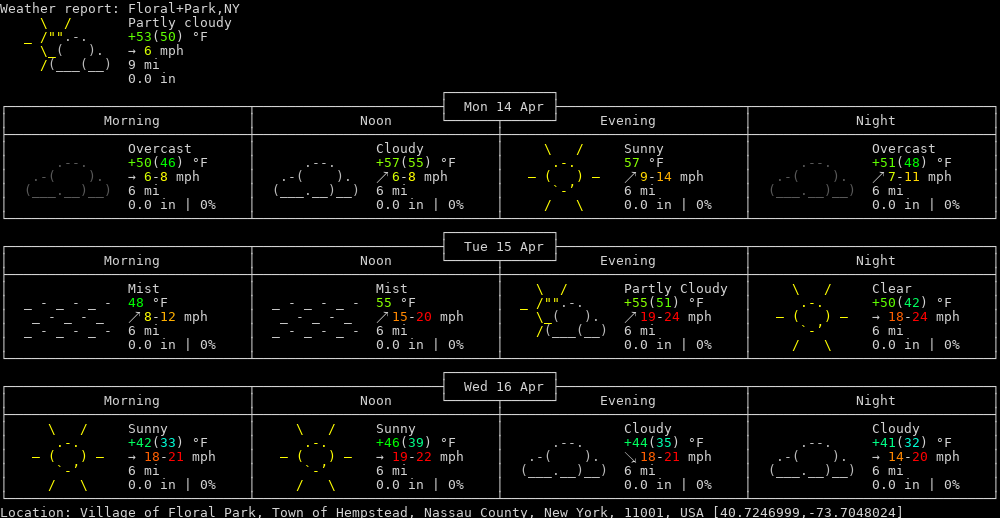 Weather report: Floral+Park,NY
Partly cloudy
+53(50) °F
→ 6 mph
9 mi
0.0 in
Mon 14 Apr
Morning Noon Evening Night
Overcast Cloudy Sunny Overcast
+50(46) °F +57(55) °F 57 °F +51(48) °F
→ 6-8 mph ↗ 6-8 mph ↗ 9-14 mph ↗ 7-11 mph
6 mi 6 mi 6 mi 6 mi
0.0 in | 0% 0.0 in | 0% 0.0 in | 0% 0.0 in | 0%
Tue 15 Apr
Morning Noon Evening Night
Mist Mist Partly Cloudy Clear
48 °F 55 °F +55(51) °F +50(42) °F
↗ 8-12 mph ↗ 15-20 mph ↗ 19-24 mph → 18-24 mph
6 mi 6 mi 6 mi 6 mi
0.0 in | 0% 0.0 in | 0% 0.0 in | 0% 0.0 in | 0%
Wed 16 Apr
Morning Noon Evening Night
Sunny Sunny Cloudy Cloudy
+42(33) °F +46(39) °F +44(35) °F +41(32) °F
→ 18-21 mph → 19-22 mph ↘ 18-21 mph → 14-20 mph
6 mi 6 mi 6 mi 6 mi
0.0 in | 0% 0.0 in | 0% 0.0 in | 0% 0.0 in | 0%
Location: Village of Floral Park, Town of Hempstead, Nassau County, New York, 11001, USA [40.7246999,-73.7048024]